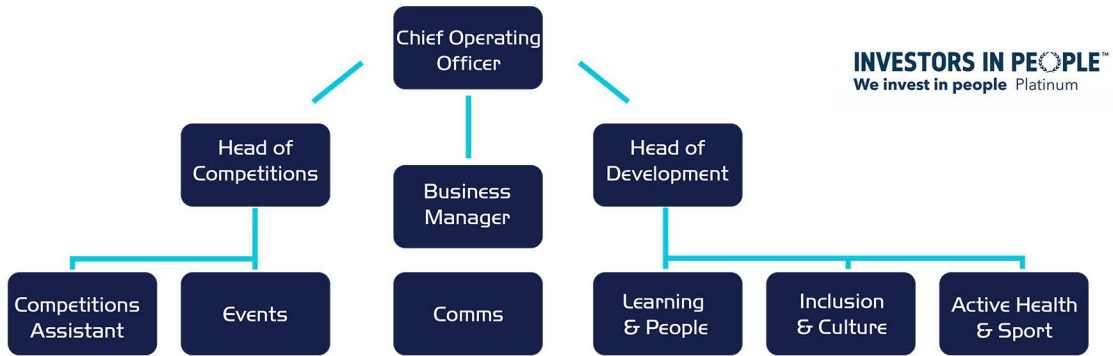 Chief Operating
Officer
INVESTORS IN PEOPLE™
We invest in people Platinum
Head of
Competitions
Business
Manager
Head of
Development
Competitions
Assistant
Events
Comms
Learning
& People
Inclusion
& Culture
Active Health
& Sport